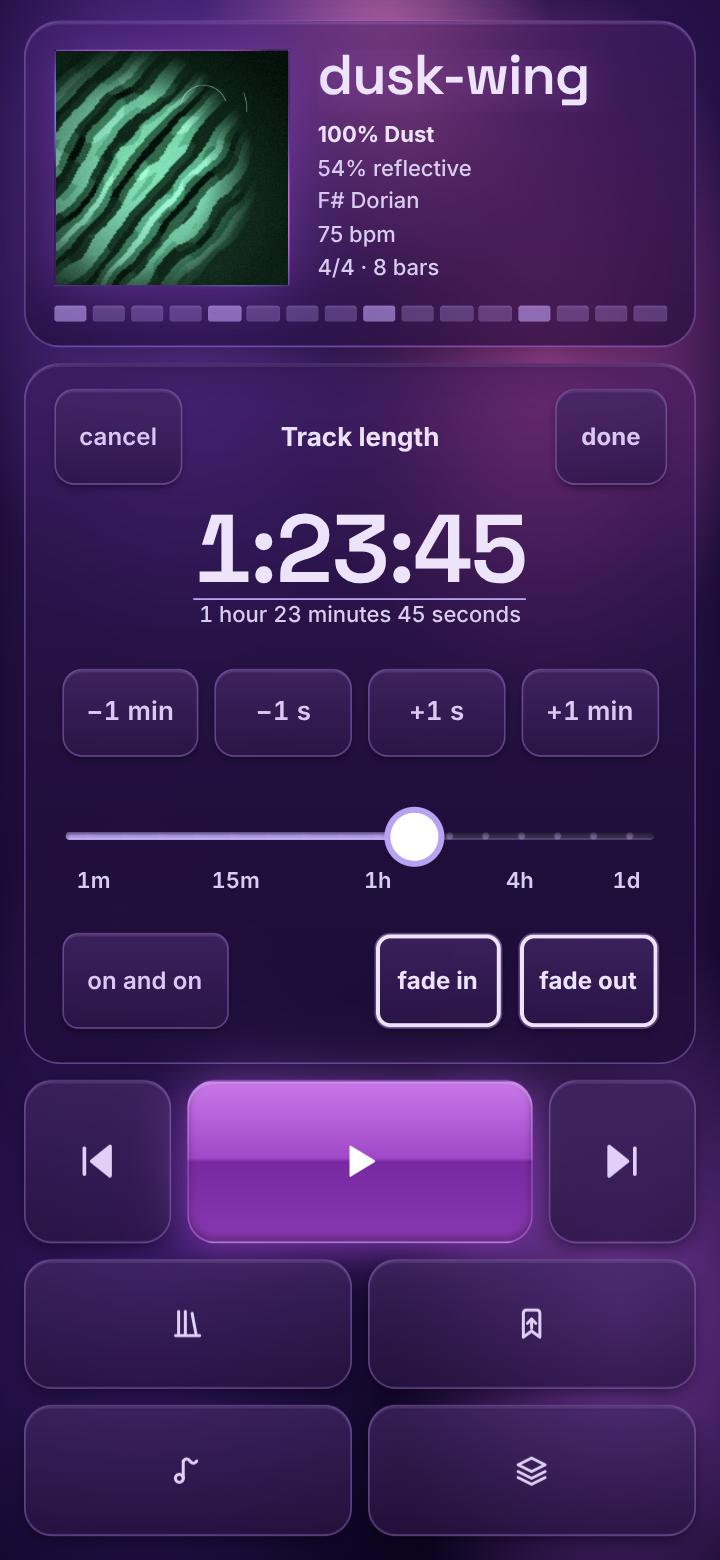 dusk-wing
100% Dust
54% reflective
F# Dorian
75 bpm
4/4 · 8 bars
cancel
Track length
done
1:23:45
1 hour 23 minutes 45 seconds
−1 min
−1 s
+1 s
+1 min
1m
15m
1h
4h
1d
on and on
fade in
fade out